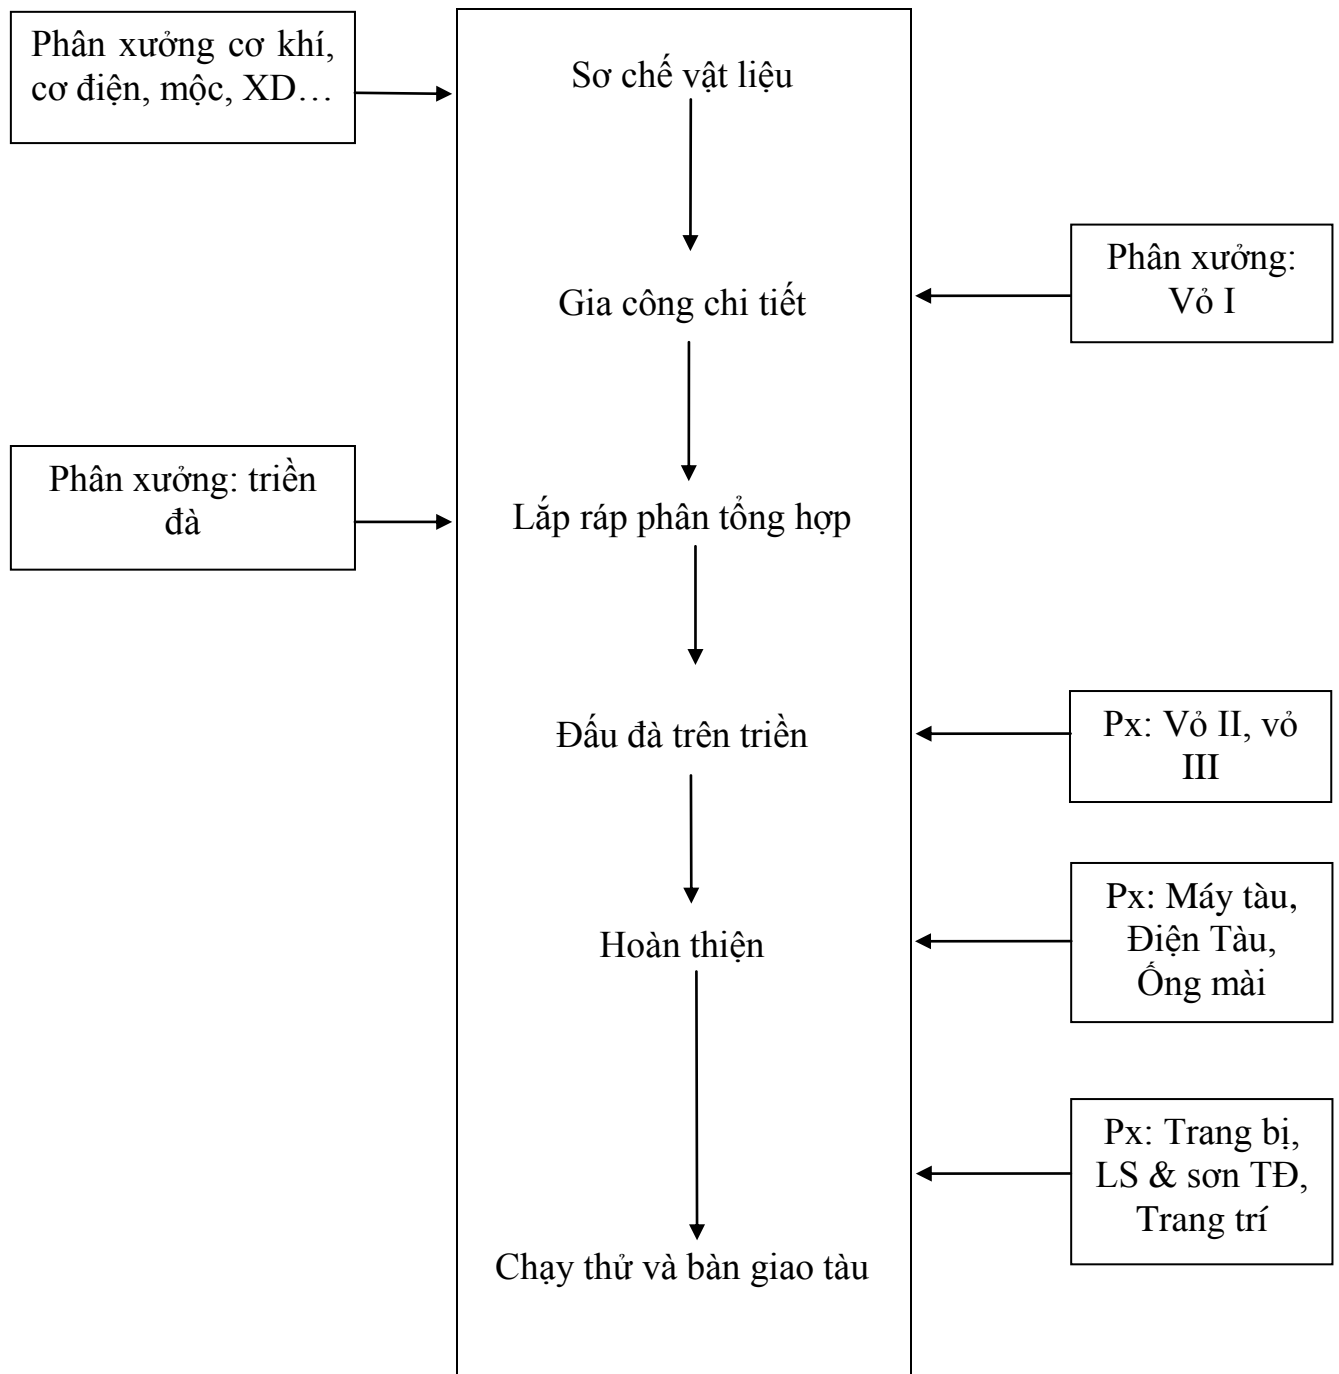 Phân xưởng cơ khí,
cơ điện, mộc, XD…
Sơ chế vật liệu
Phân xưởng:
Vỏ I
Gia công chi tiết
Phân xưởng: triền
đà
Lắp ráp phân tổng hợp
Đấu đà trên triền
Px: Vỏ II, vỏ
III
Px: Máy tàu,
Điện Tàu,
Ống mài
Hoàn thiện
Px: Trang bị,
LS & sơn TĐ,
Trang trí
Chạy thử và bàn giao tàu